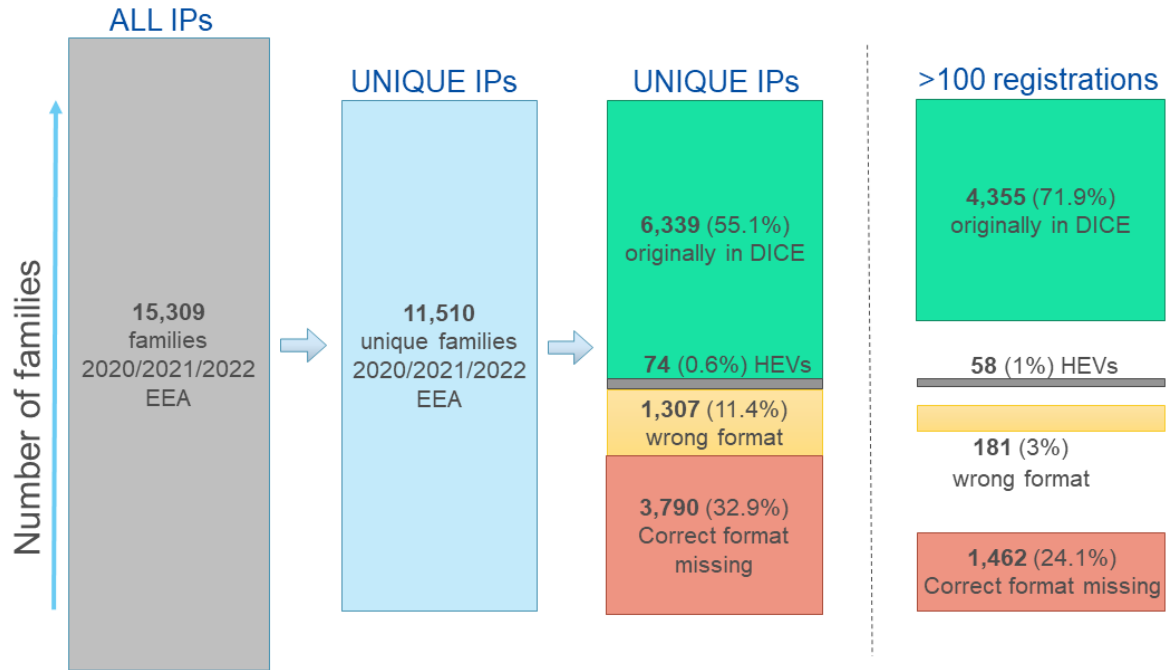 ALL IPs
Number of families
15,309
families
2020/2021/2022
EEA
UNIQUE IPs
11,510
unique families
2020/2021/2022
EEA
UNIQUE IPs
6,339 (55.1%)
originally in DICE
74 (0.6%) HEVs
1,307 (11.4%)
wrong format
3,790 (32.9%)
Correct format
missing
>100 registrations
4,355 (71.9%)
originally in DICE
58 (1%) HEVs
181 (3%)
wrong format
1,462 (24.1%)
Correct format missing